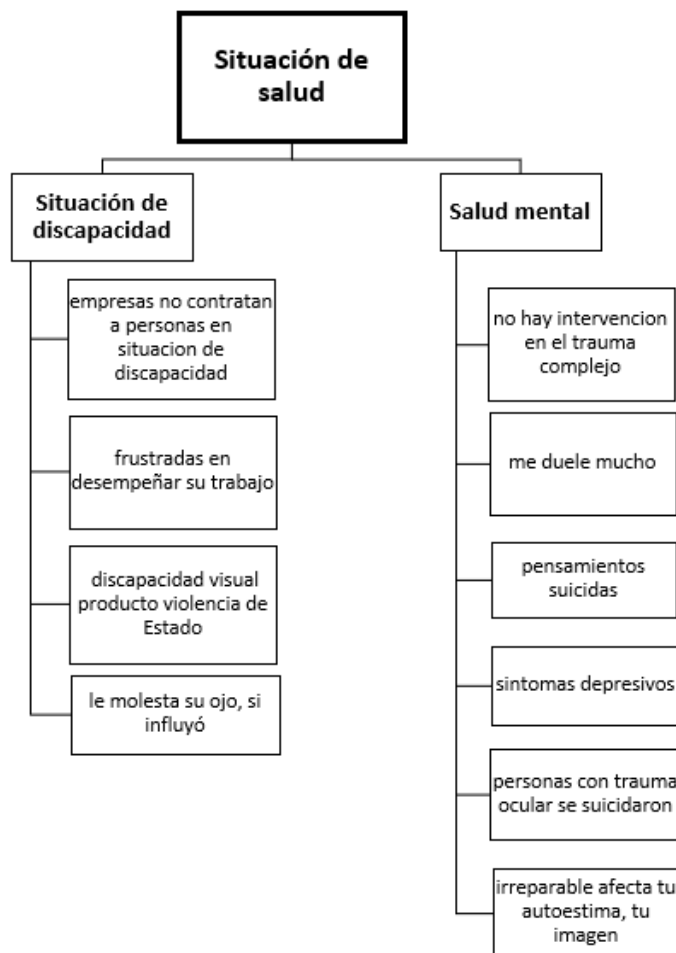 Situación de
salud
Situación de
discapacidad
empresas no contratan
a personas en
situacion de
discapacidad
frustradas en
desempeñar su trabajo
discapacidad visual
producto violencia de
Estado
le molesta su ojo, si
influyó
Salud mental
no hay intervencion
en el trauma
complejo
me duele mucho
pensamientos
suicidas
sintomas depresivos
personas con trauma
ocular se suicidaron
irreparable afecta tu
autoestima, tu
imagen